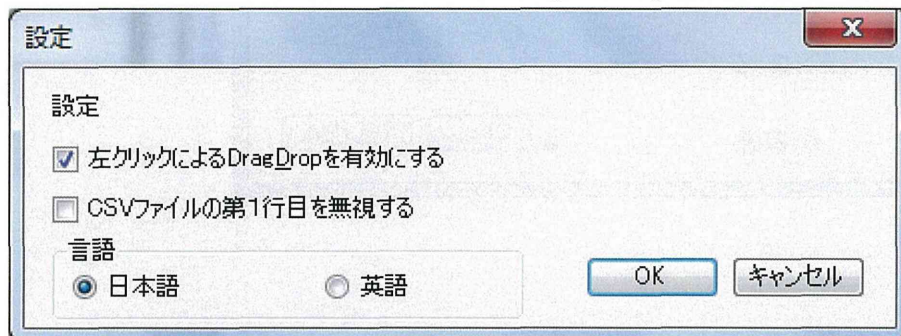 設定
設定
左クリックによるDragDropを有効にする
CSVファイルの第1行目を無視する
言語
日本語 英語 OK キャンセル